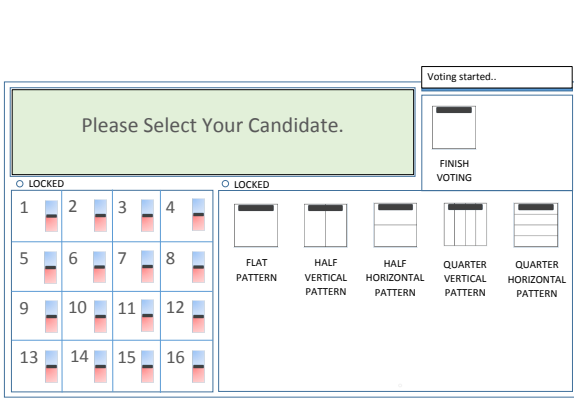 Voting started..
Please Select Your Candidate.
FINISH
VOTING
LOCKED
LOCKED
1 2 3 4
5 6 7 8
9 10 11 12
13 14 15 16
FLAT
PATTERN
HALF
VERTICAL
PATTERN
HALF
HORIZONTAL
PATTERN
QUARTER
VERTICAL
PATTERN
QUARTER
HORIZONTAL
PATTERN